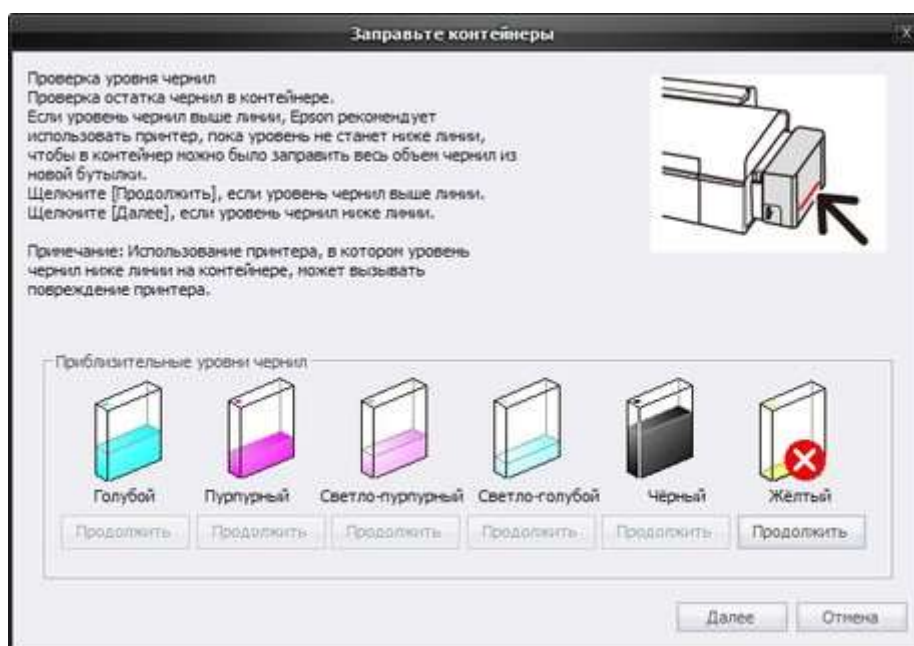 Заправьте контейнеры
Проверка уровня чернил
Проверка остатка чернил в контейнере.
Если уровень чернил выше линии, Epson рекомендует
использовать принтер, пока уровень не станет ниже линии,
чтобы в контейнер можно было заправить весь объем чернил из
новой бутылки.
Щелкните [Продолжить], если уровень чернил выше линии.
Щелкните [Далее], если уровень чернил ниже линии.
Примечание: Использование принтера, в котором уровень
чернил ниже линии на контейнере, может вызывать
повреждение принтера.
Приблизительные уровни чернил
Голубой Пурпурный Светло-пурпурный Светло-голубой Чёрный Жёлтый
Продолжить Продолжить Продолжить Продолжить Продолжить Продолжить
Далее Отмена